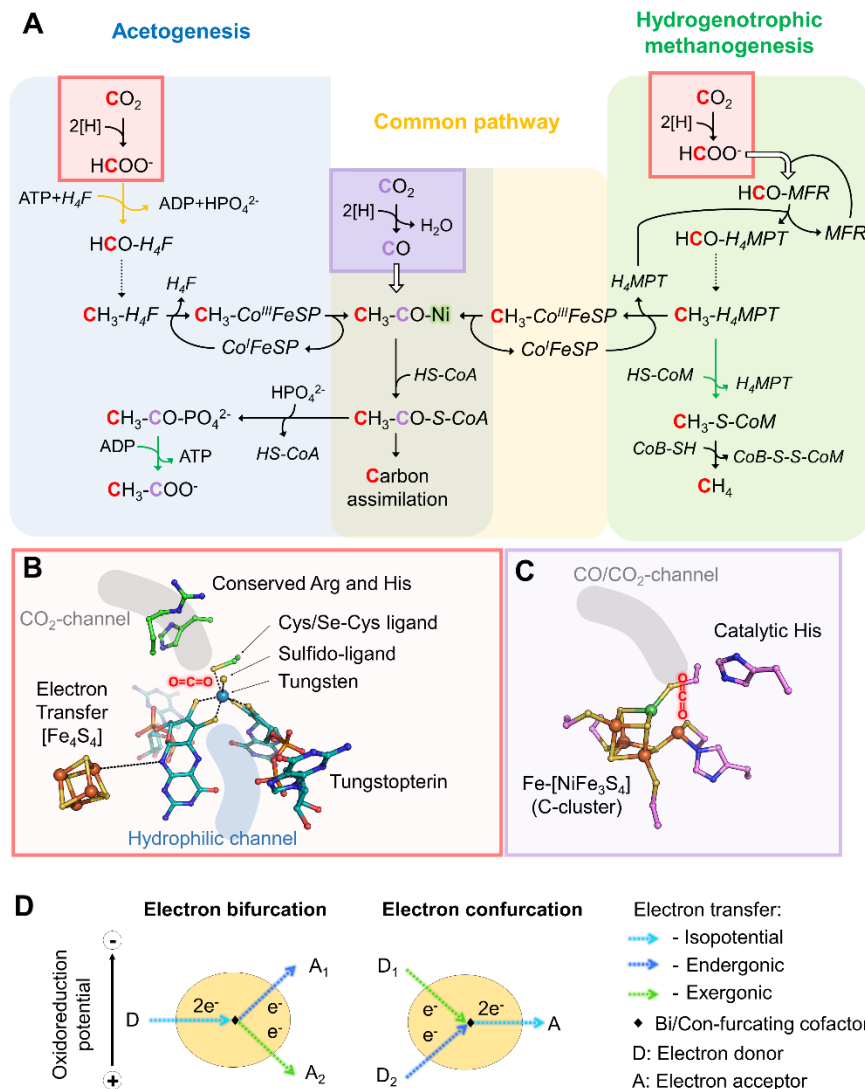 A
Acetogenesis
Hydrogenotrophic
methanogenesis
Common pathway
CO₂
2[H]
HCOO⁻
ATP+H₄F
ADP+HPO₄²⁻
HCO-H₄F
CH₃-H₄F
H₄F
CH₃-CoᴵᴵᴵFeSP
CoᴵFeSP
CO₂
2[H]
H₂O
CO
CH₃-CO-Ni
HS-CoA
CH₃-CO-S-CoA
Carbon
assimilation
HPO₄²⁻
HS-CoA
CH₃-CO-PO₄²⁻
ADP
ATP
CH₃-COO⁻
CH₃-CoᴵᴵᴵFeSP
CoᴵFeSP
H₄MPT
CO₂
2[H]
HCOO⁻
HCO-MFR
MFR
HCO-H₄MPT
CH₃-H₄MPT
HS-CoM
H₄MPT
CH₃-S-CoM
CoB-SH
CoB-S-S-CoM
CH₄
B
Conserved Arg and His
CO₂-channel
Cys/Se-Cys ligand
Sulfido-ligand
Tungsten
O=C=O
Electron
Transfer
[Fe₄S₄]
Tungstopterin
Hydrophilic channel
C
CO/CO₂-channel
Catalytic His
O=C=O
Fe-[NiFe₃S₄]
(C-cluster)
D
Electron bifurcation
Electron confurcation
Electron transfer:
- Isopotential
- Endergonic
- Exergonic
Bi/Con-furcating cofactor
D: Electron donor
A: Electron acceptor
Oxidoreduction
potential
-
+
D
2e⁻
e⁻
e⁻
A₁
A₂
D₁
D₂
e⁻
e⁻
2e⁻
A